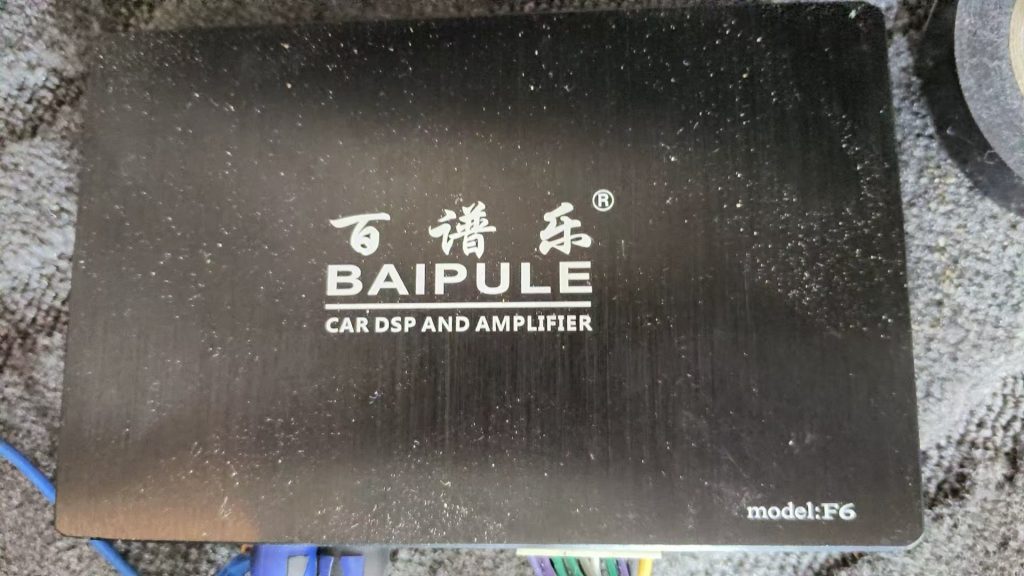 百谱乐®
BAIPULE
CAR DSP AND AMPLIFIER
model:F6